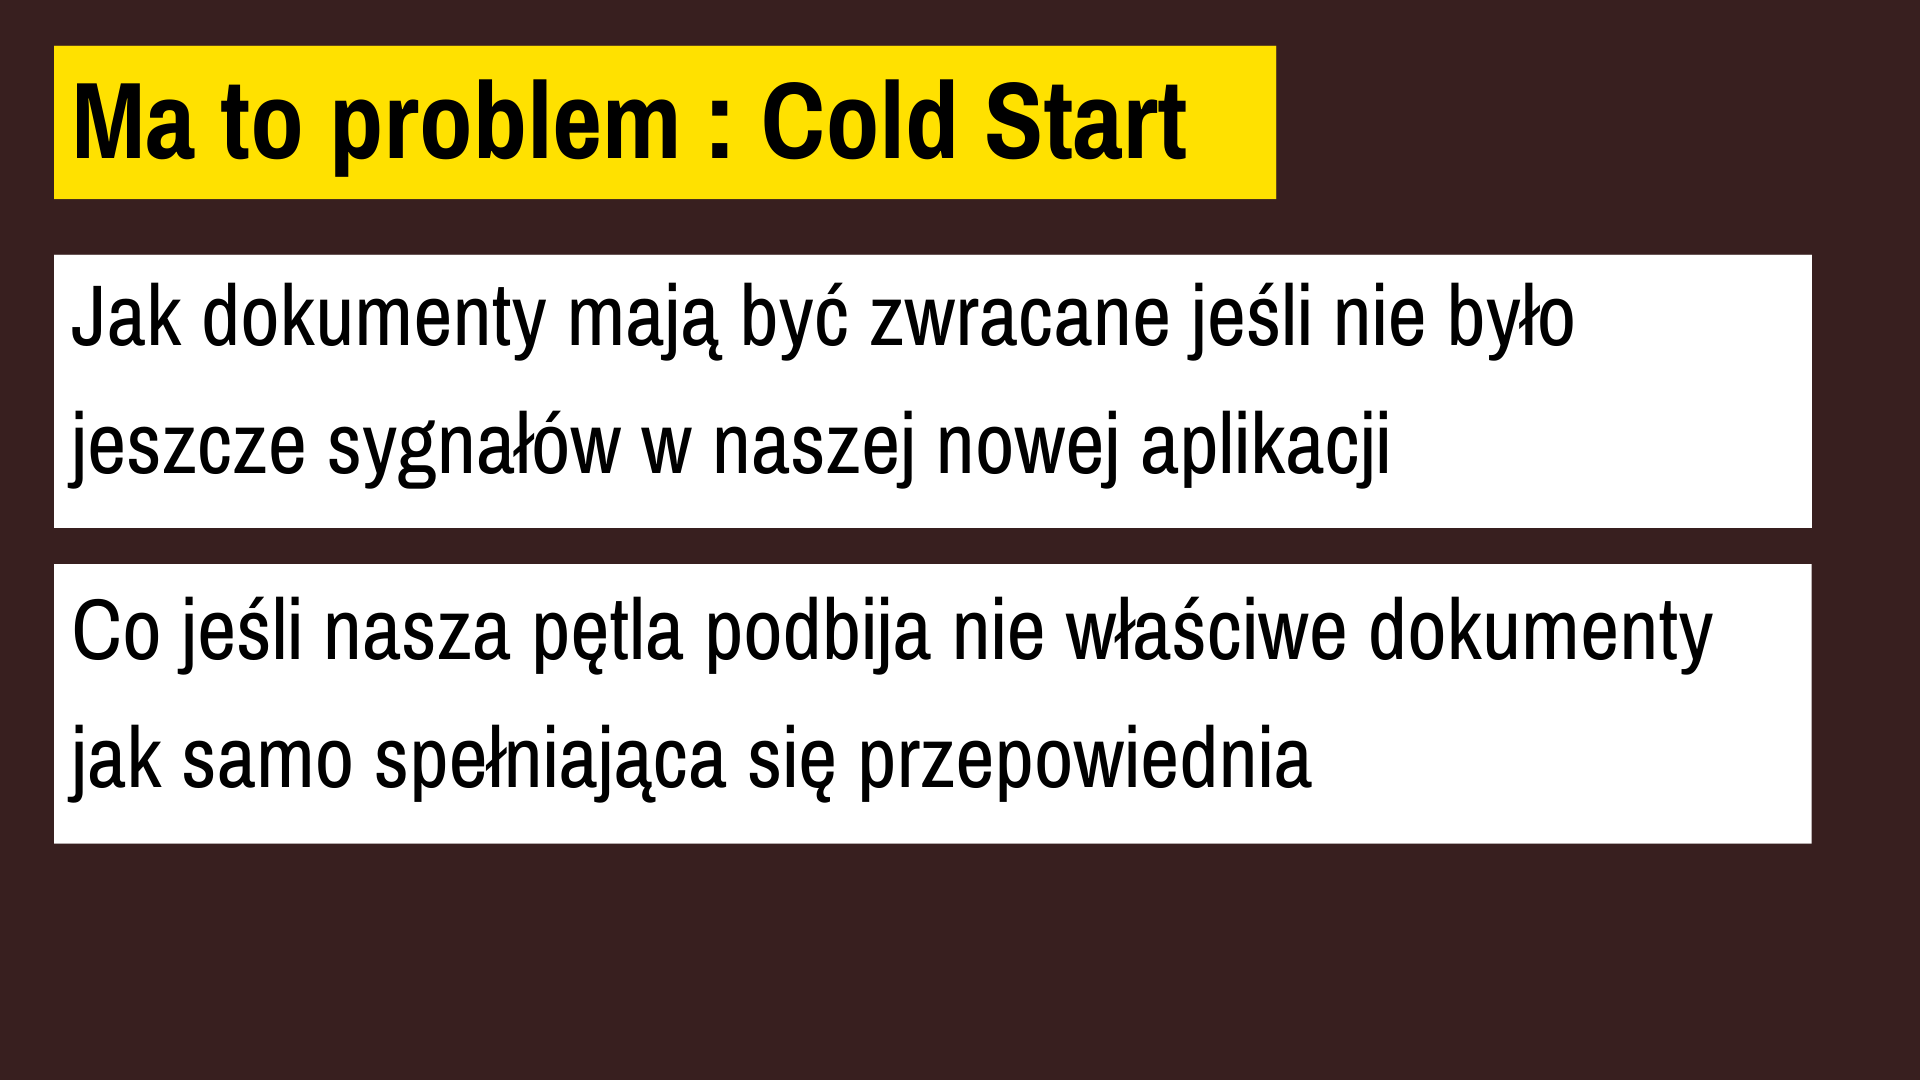 Ma to problem : Cold Start
Jak dokumenty mają być zwracane jeśli nie było
jeszcze sygnałów w naszej nowej aplikacji
Co jeśli nasza pętla podbija nie właściwe dokumenty
jak samo spełniająca się przepowiednia